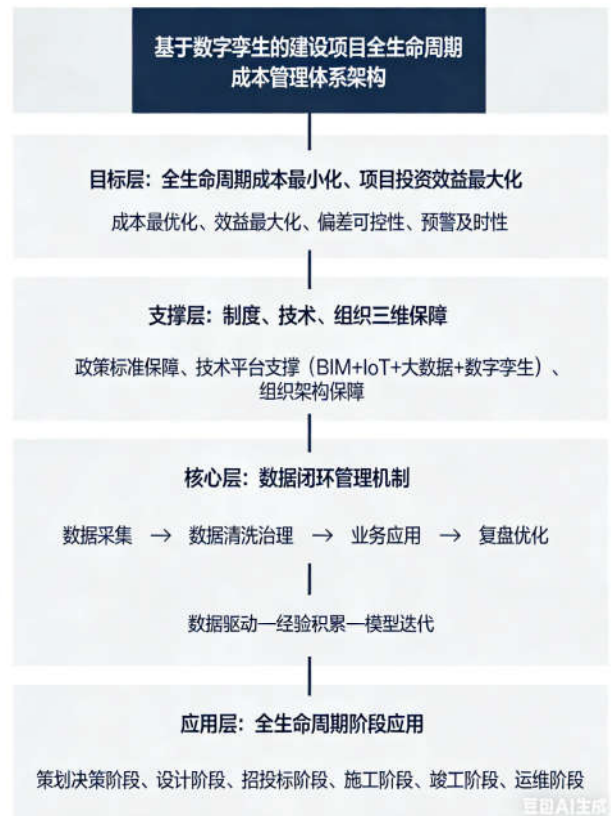 基于数字孪生的建设项目全生命周期
成本管理体系架构
目标层：全生命周期成本最小化、项目投资效益最大化
成本最优化、效益最大化、偏差可控性、预警及时性
支撑层：制度、技术、组织三维保障
政策标准保障、技术平台支撑（BIM+IoT+大数据+数字孪生）、
组织架构保障
核心层：数据闭环管理机制
数据采集 → 数据清洗治理 → 业务应用 → 复盘优化
数据驱动—经验积累—模型迭代
应用层：全生命周期阶段应用
策划决策阶段、设计阶段、招投标阶段、施工阶段、竣工阶段、运维阶段
豆包AI生成